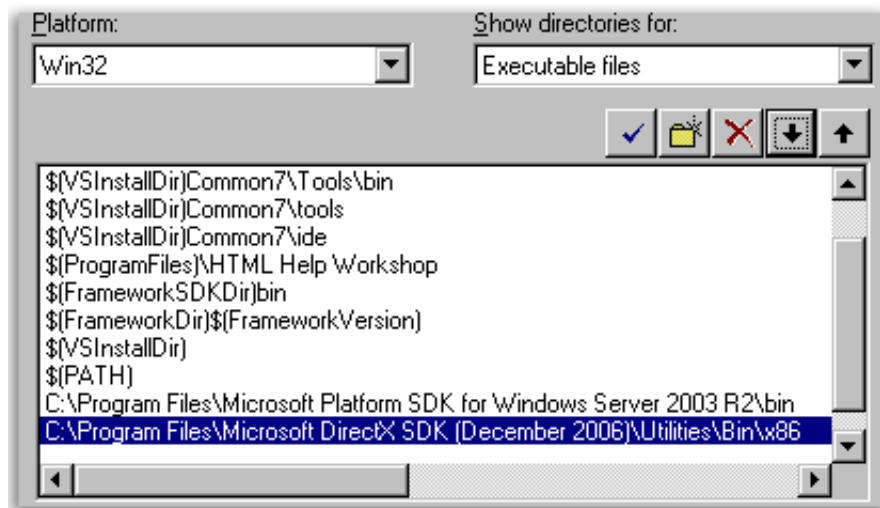 Platform:
Show directories for:
Win32
Executable files
$(VSInstallDir)Common7\Tools\bin
$(VSInstallDir)Common7\tools
$(VSInstallDir)Common7\ide
$(ProgramFiles)\HTML Help Workshop
$(FrameworkSDKDir)bin
$(FrameworkDir)$(FrameworkVersion)
$(VSInstallDir)
$(PATH)
C:\Program Files\Microsoft Platform SDK for Windows Server 2003 R2\bin
C:\Program Files\Microsoft DirectX SDK (December 2006)\Utilities\Bin\x86